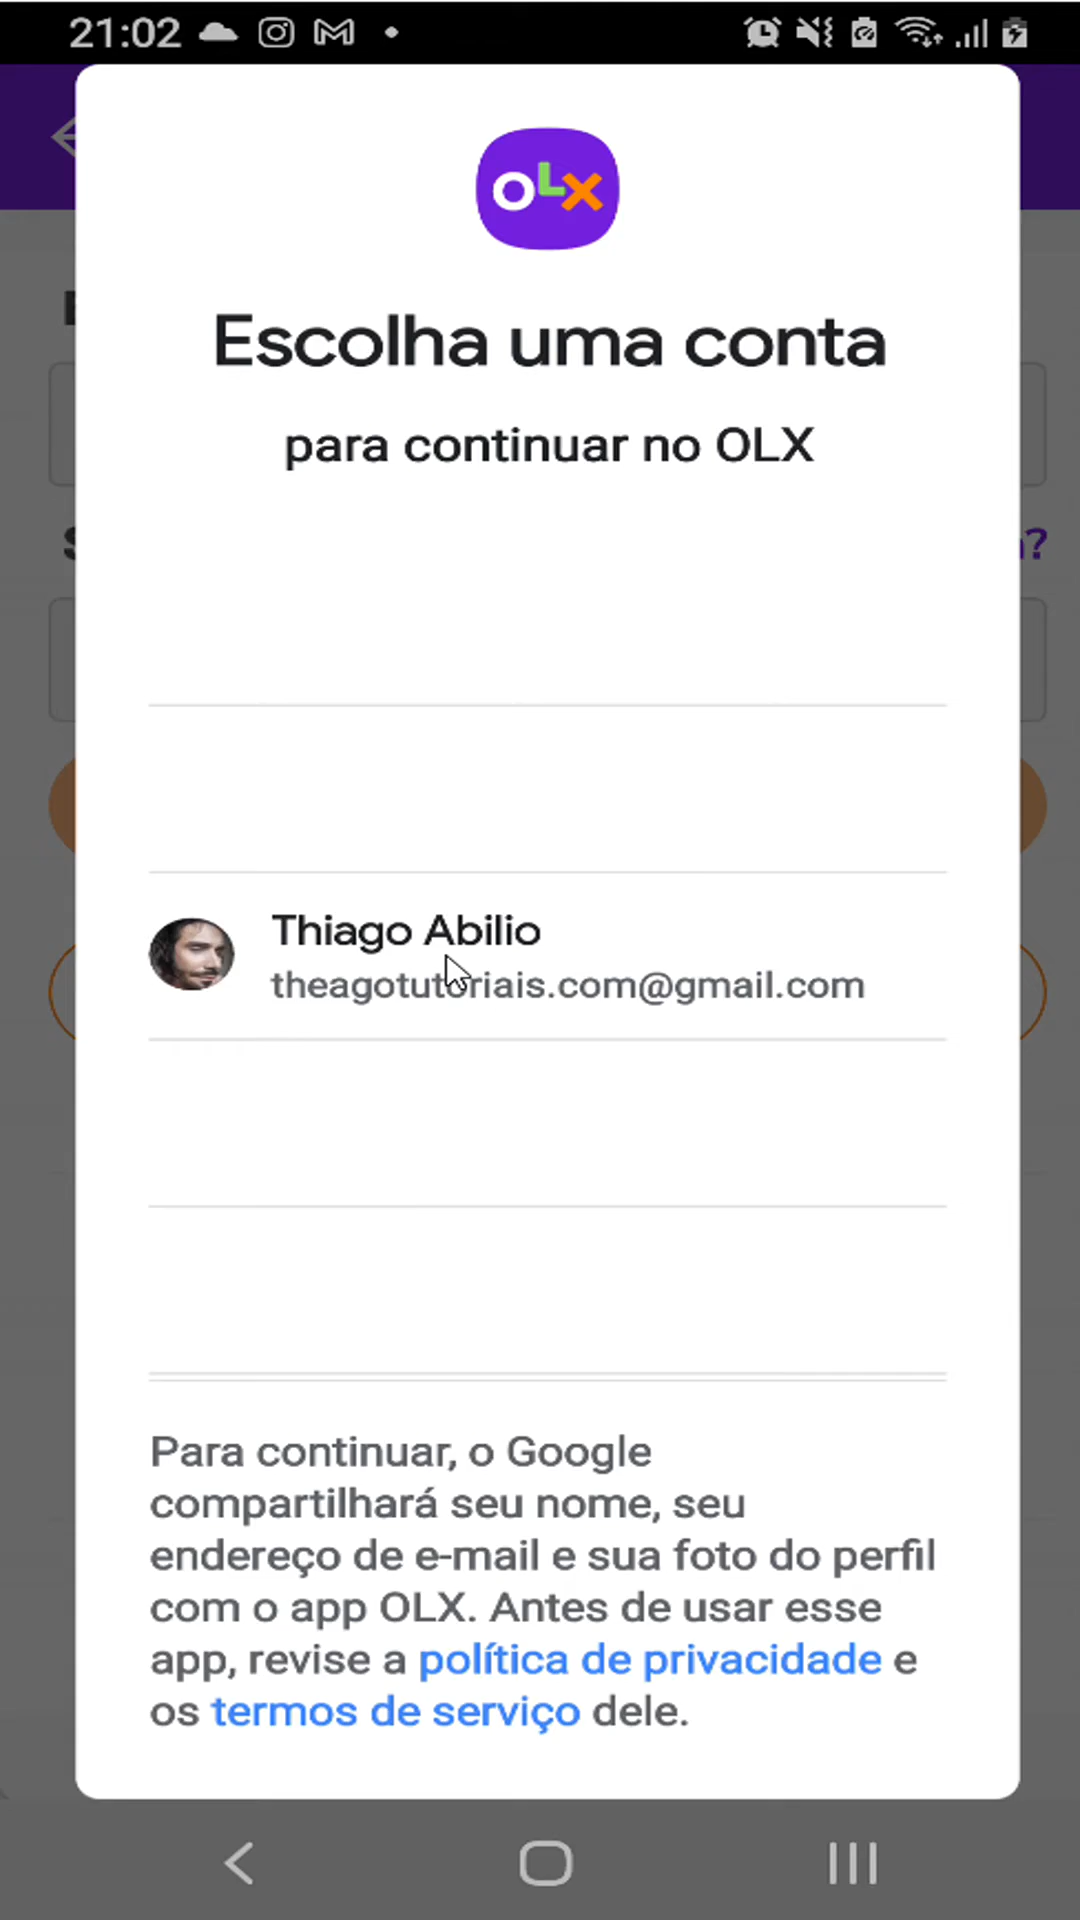 21:02
OLX
Escolha uma conta
para continuar no OLX
?
Thiago Abilio
theagotutoriais.com@gmail.com
Para continuar, o Google
compartilhará seu nome, seu
endereço de e-mail e sua foto do perfil
com o app OLX. Antes de usar esse
app, revise a política de privacidade e
os termos de serviço dele.